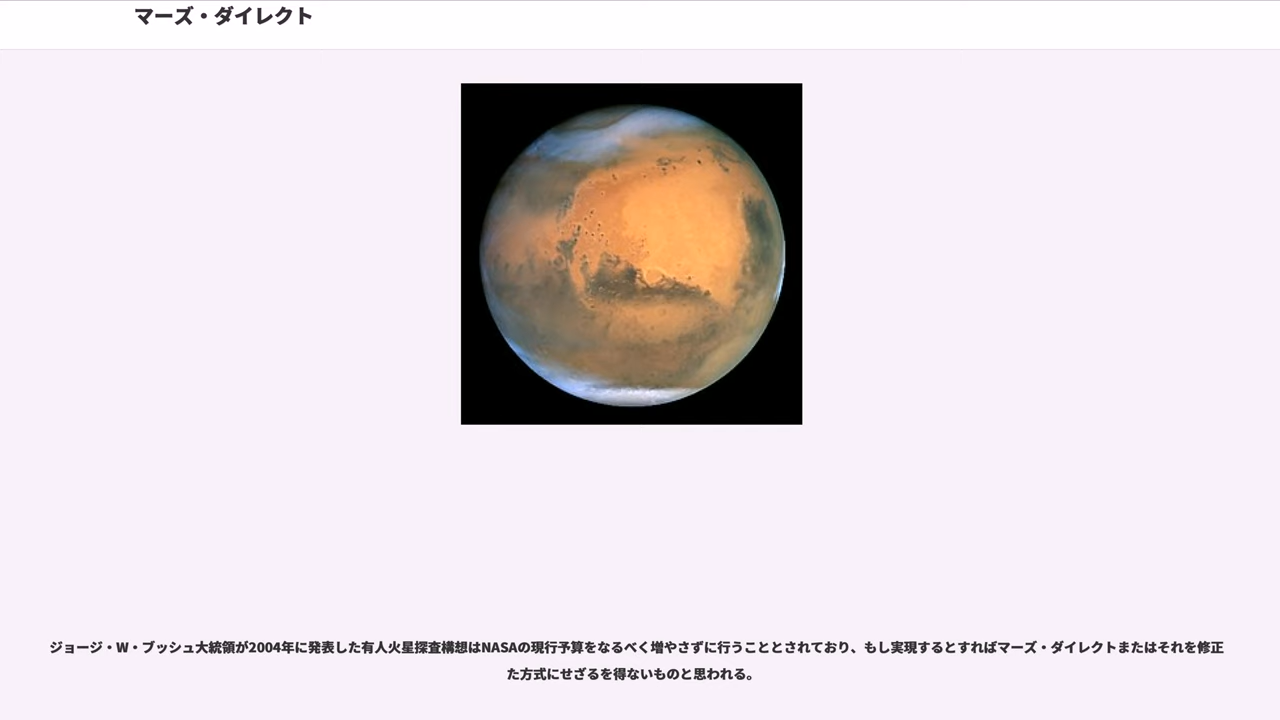 マーズ・ダイレクト
ジョージ・W・ブッシュ大統領が2004年に発表した有人火星探査構想はNASAの現行予算をなるべく増やさずに行うこととされており、もし実現するとすればマーズ・ダイレクトまたはそれを修正
た方式にせざるを得ないものと思われる。